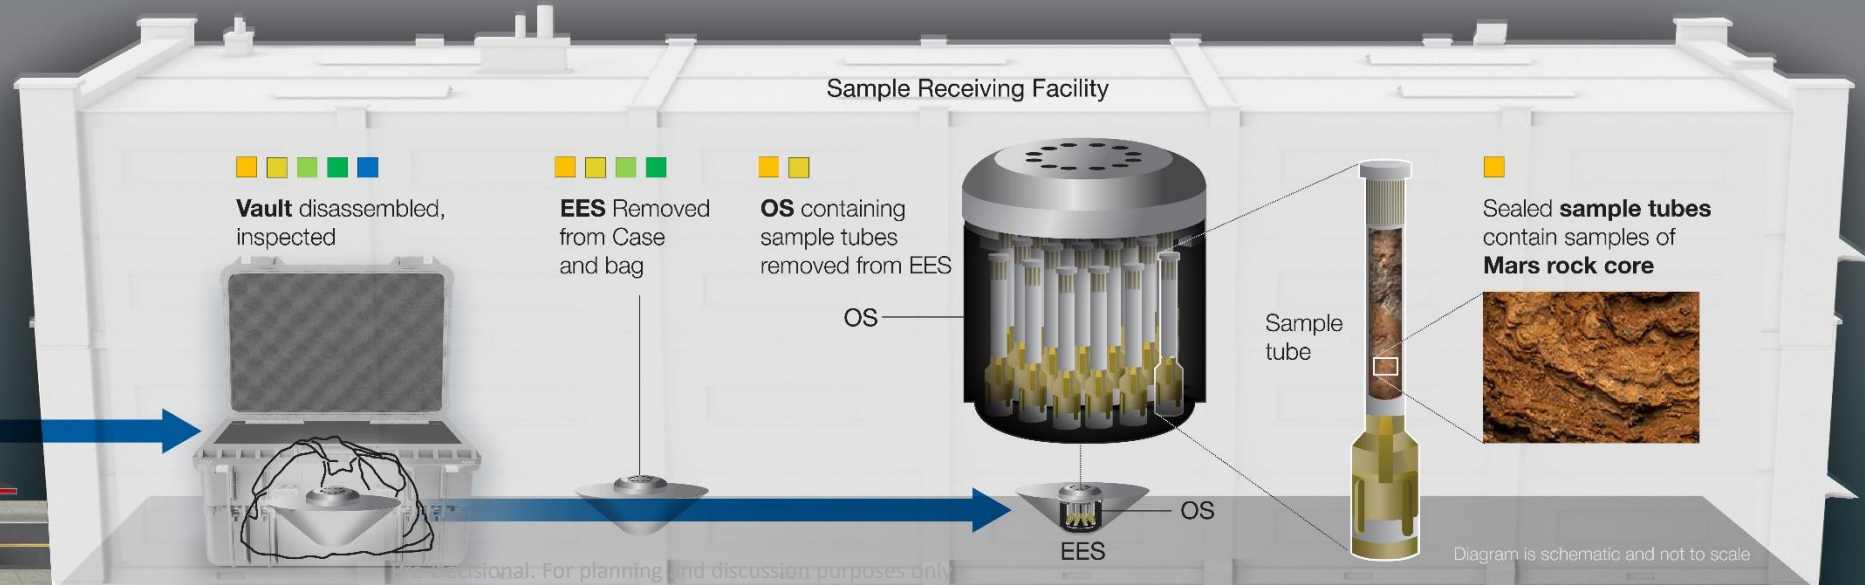 Sample Receiving Facility
Vault disassembled,
inspected
EES Removed
from Case
and bag
OS containing
sample tubes
removed from EES
OS
Sample
tube
Sealed sample tubes
contain samples of
Mars rock core
OS
EES
Diagram is schematic and not to scale
Pre-Decisional. For planning and discussion purposes only